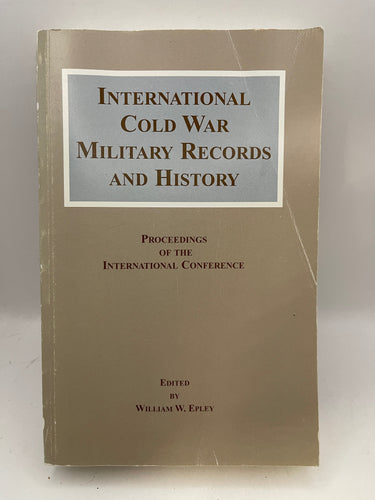 INTERNATIONAL
COLD WAR
MILITARY RECORDS
AND HISTORY
PROCEEDINGS
OF THE
INTERNATIONAL CONFERENCE
EDITED
BY
WILLIAM W. EPLEY